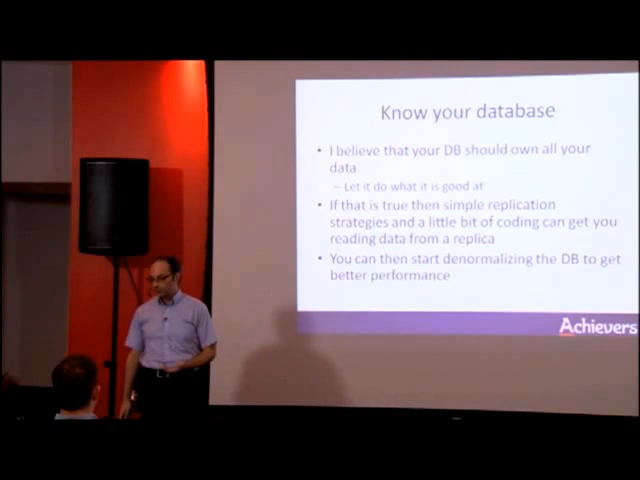 Know your database
• I believe that your DB should own all your
data
– Let it do what it is good at
• If that is true then simple replication
strategies and a little bit of coding can get you
reading data from a replica
• You can then start denormalizing the DB to get
better performance
Achievers